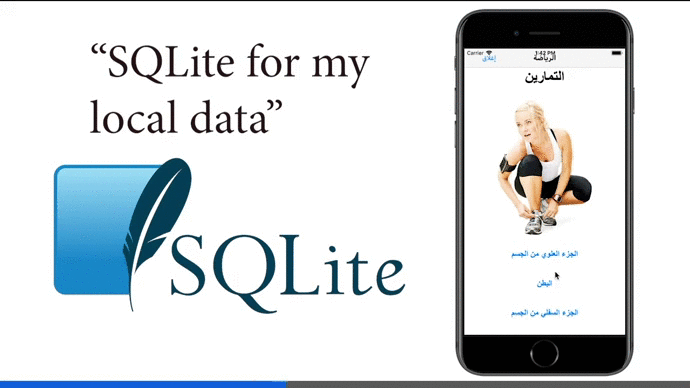 “SQLite for my
local data”
SQLite
Carrier 1:42 PM
إغلاق الرياضة
التمارين
الجزء العلوي من الجسم
البطن
الجزء السفلي من الجسم